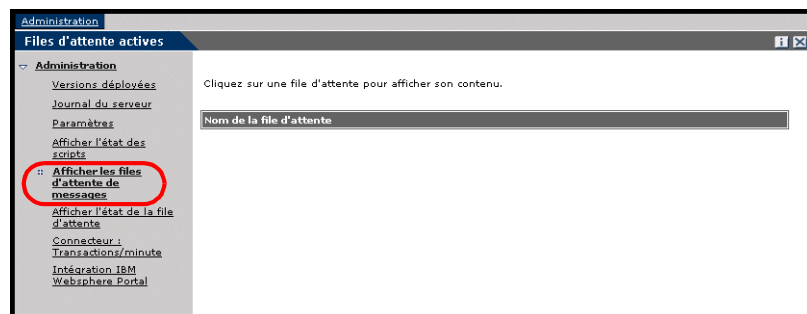 Administration
Files d'attente actives
Administration
Versions déployées
Journal du serveur
Paramètres
Afficher l'état des
scripts
Afficher les files
d'attente de
messages
Afficher l'état de la file
d'attente
Connecteur :
Transactions/minute
Intégration IBM
Websphere Portal
Cliquez sur une file d'attente pour afficher son contenu.
Nom de la file d'attente